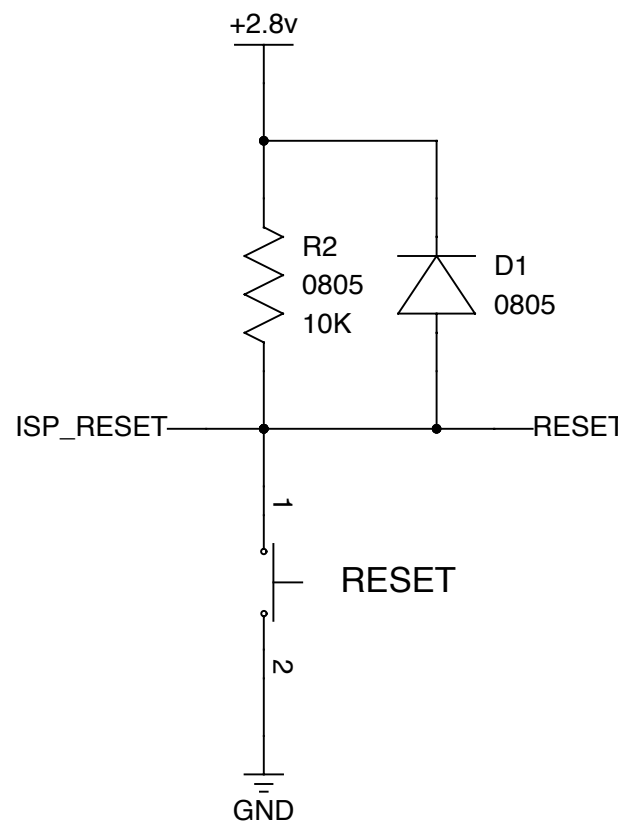 +2.8v
R2
0805
10K
D1
0805
ISP_RESET
RESET
1
RESET
2
GND